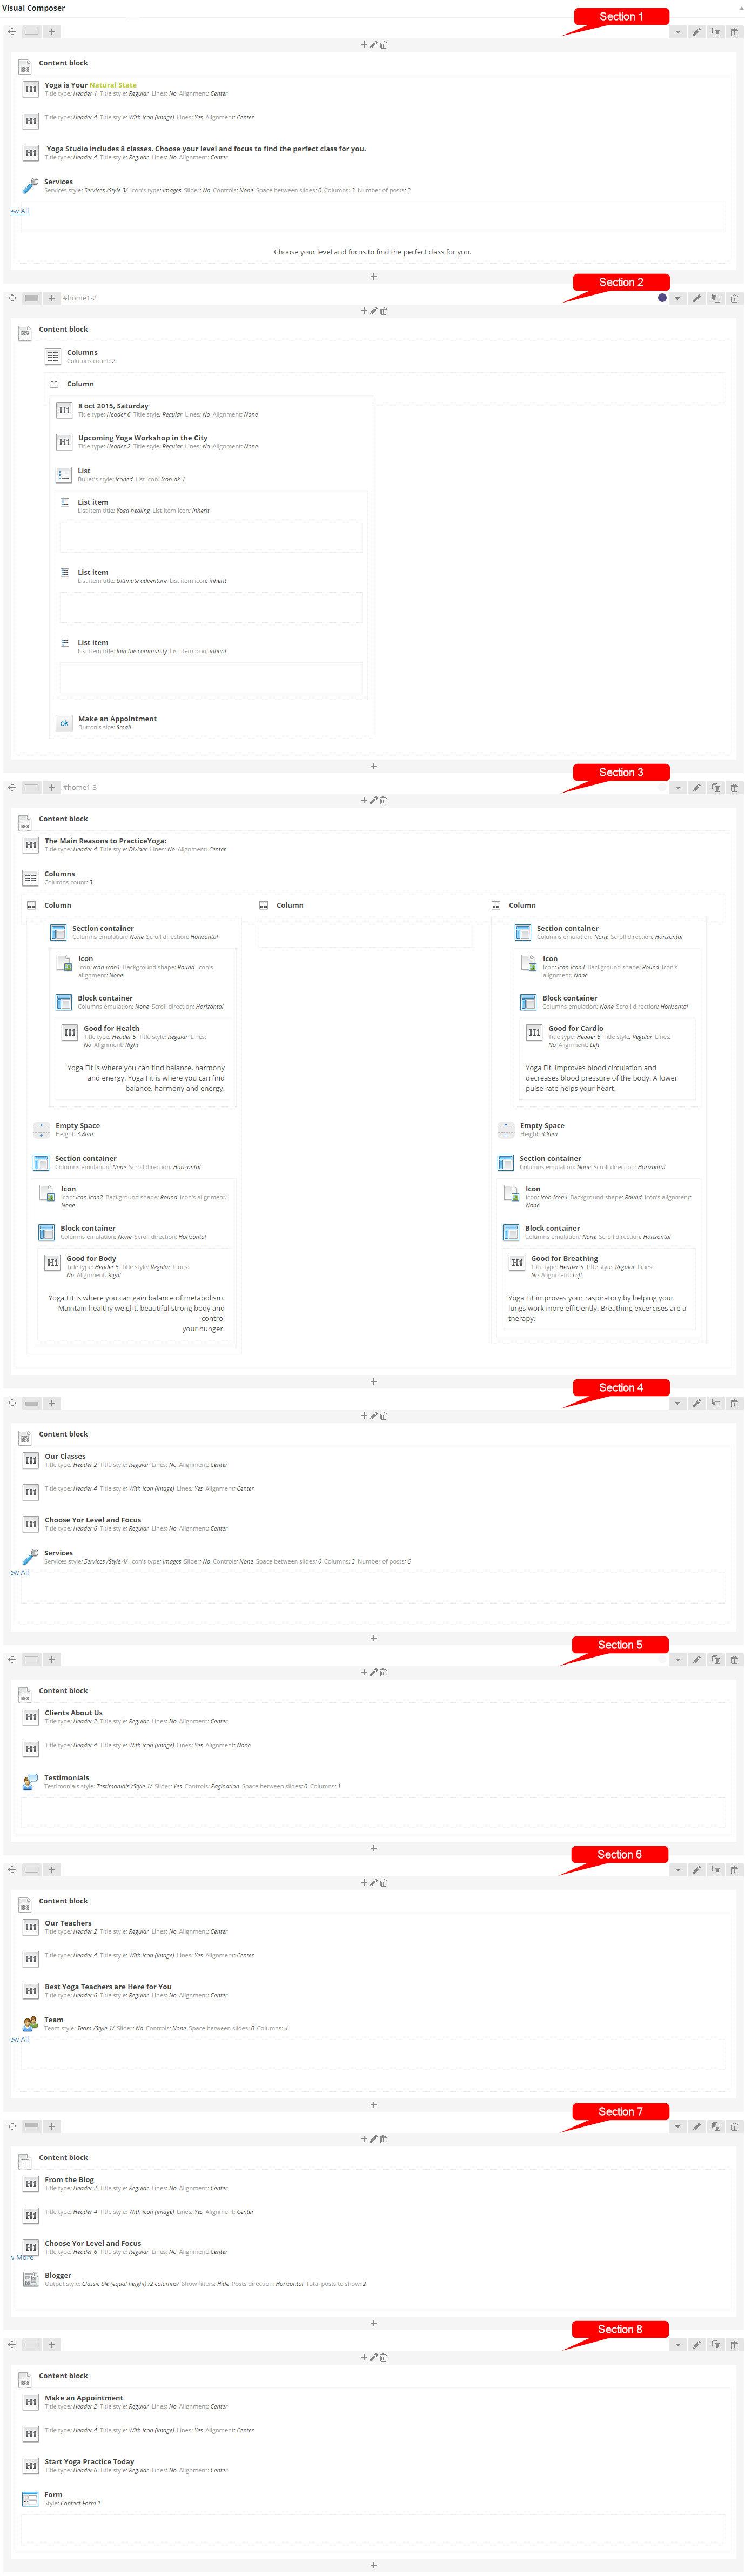 Visual Composer
Section 1
Content block
H1 Yoga is Your Natural State
Title type: Header 1 Title style: Regular Lines: No Alignment: Center
H1 Title type: Header 4 Title style: With icon (image) Lines: Yes Alignment: Center
H1 Yoga Studio includes 8 classes. Choose your level and focus to find the perfect class for you.
Title type: Header 4 Title style: Regular Lines: No Alignment: Center
Services
Services style: Services /Style 3/ Icon's type: Images Slider: No Controls: None Space between slides: 0 Columns: 3 Number of posts: 3
ew All
Choose your level and focus to find the perfect class for you.
#home1-2
Section 2
Content block
Columns
Columns count: 2
Column
H1 8 oct 2015, Saturday
Title type: Header 6 Title style: Regular Lines: No Alignment: None
H1 Upcoming Yoga Workshop in the City
Title type: Header 2 Title style: Regular Lines: No Alignment: None
List
Bullet's style: Iconed List icon: icon-ok-1
List item
List item title: Yoga healing List item icon: inherit
List item
List item title: Ultimate adventure List item icon: inherit
List item
List item title: Join the community List item icon: inherit
ok Make an Appointment
Button's size: Small
#home1-3
Section 3
Content block
H1 The Main Reasons to PracticeYoga:
Title type: Header 4 Title style: Divider Lines: No Alignment: Center
Columns
Columns count: 3
Column
Section container
Columns emulation: None Scroll direction: Horizontal
Icon
Icon: icon-icon1 Background shape: Round Icon's
alignment: None
Block container
Columns emulation: None Scroll direction: Horizontal
H1 Good for Health
Title type: Header 5 Title style: Regular Lines:
No Alignment: Right
Yoga Fit is where you can find balance, harmony
and energy. Yoga Fit is where you can find
balance, harmony and energy.
Empty Space
Height: 3.8em
Section container
Columns emulation: None Scroll direction: Horizontal
Icon
Icon: icon-icon2 Background shape: Round Icon's alignment:
None
Block container
Columns emulation: None Scroll direction: Horizontal
H1 Good for Body
Title type: Header 5 Title style: Regular Lines:
No Alignment: Right
Yoga Fit is where you can gain balance of metabolism.
Maintain healthy weight, beautiful strong body and
control
your hunger.
Column
Column
Section container
Columns emulation: None Scroll direction: Horizontal
Icon
Icon: icon-icon3 Background shape: Round Icon's
alignment: None
Block container
Columns emulation: None Scroll direction: Horizontal
H1 Good for Cardio
Title type: Header 5 Title style: Regular Lines:
No Alignment: Left
Yoga Fit iimproves blood circulation and
decreases blood pressure of the body. A lower
pulse rate helps your heart.
Empty Space
Height: 3.8em
Section container
Columns emulation: None Scroll direction: Horizontal
Icon
Icon: icon-icon4 Background shape: Round Icon's alignment:
None
Block container
Columns emulation: None Scroll direction: Horizontal
H1 Good for Breathing
Title type: Header 5 Title style: Regular Lines:
No Alignment: Left
Yoga Fit improves your raspiratory by helping your
lungs work more efficiently. Breathing excercises are a
therapy.
Section 4
Content block
H1 Our Classes
Title type: Header 2 Title style: Regular Lines: No Alignment: Center
H1 Title type: Header 4 Title style: With icon (image) Lines: Yes Alignment: Center
H1 Choose Yor Level and Focus
Title type: Header 6 Title style: Regular Lines: No Alignment: Center
Services
Services style: Services /Style 4/ Icon's type: Images Slider: No Controls: None Space between slides: 0 Columns: 3 Number of posts: 6
ew All
Section 5
Content block
H1 Clients About Us
Title type: Header 2 Title style: Regular Lines: No Alignment: Center
H1 Title type: Header 4 Title style: With icon (image) Lines: Yes Alignment: None
Testimonials
Testimonials style: Testimonials /Style 1/ Slider: Yes Controls: Pagination Space between slides: 0 Columns: 1
Section 6
Content block
H1 Our Teachers
Title type: Header 2 Title style: Regular Lines: No Alignment: Center
H1 Title type: Header 4 Title style: With icon (image) Lines: Yes Alignment: Center
H1 Best Yoga Teachers are Here for You
Title type: Header 6 Title style: Regular Lines: No Alignment: Center
Team
Team style: Team /Style 1/ Slider: No Controls: None Space between slides: 0 Columns: 4
ew All
Section 7
Content block
H1 From the Blog
Title type: Header 2 Title style: Regular Lines: No Alignment: Center
H1 Title type: Header 4 Title style: With icon (image) Lines: Yes Alignment: Center
H1 Choose Yor Level and Focus
Title type: Header 6 Title style: Regular Lines: No Alignment: Center
More
Blogger
Output style: Classic tile (equal height) /2 columns/ Show filters: Hide Posts direction: Horizontal Total posts to show: 2
Section 8
Content block
H1 Make an Appointment
Title type: Header 2 Title style: Regular Lines: No Alignment: Center
H1 Title type: Header 4 Title style: With icon (image) Lines: Yes Alignment: Center
H1 Start Yoga Practice Today
Title type: Header 6 Title style: Regular Lines: No Alignment: Center
Form
Style: Contact Form 1